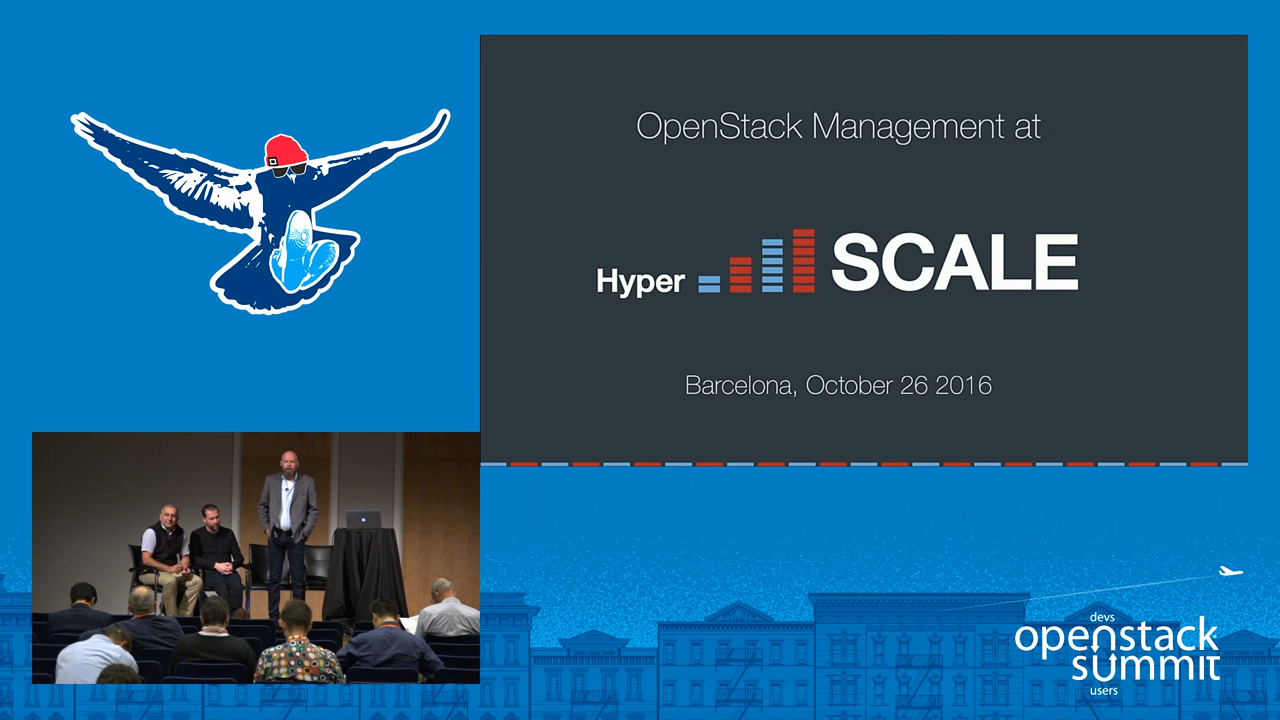 OpenStack Management at
Hyper SCALE
Barcelona, October 26 2016
devs
openstack
summit
users